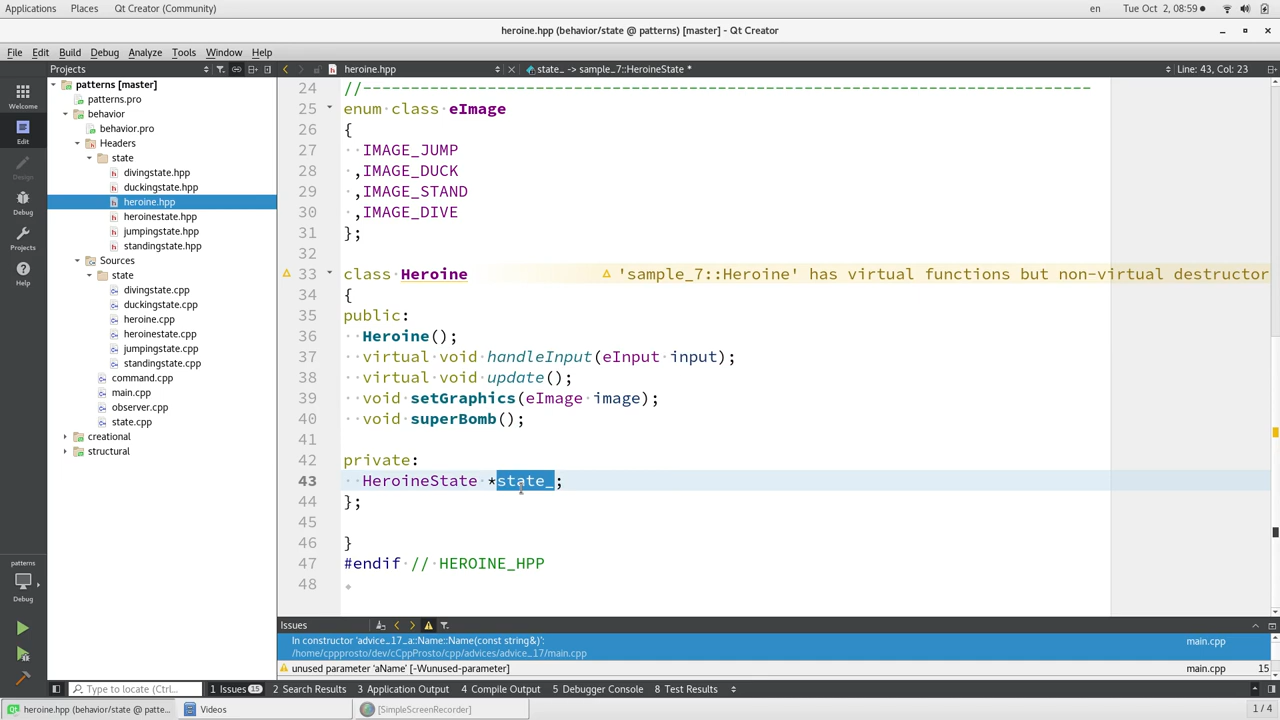 Applications Places Qt Creator (Community) en Tue Oct 2, 08:59
heroine.hpp (behavior/state @ patterns) [master] - Qt Creator
File Edit Build Debug Analyze Tools Window Help
Projects heroine.hpp state_ -> sample_7::HeroineState * Line: 43, Col: 23
Welcome
Edit
Design
Debug
Projects
Help
patterns
Debug
patterns [master]
patterns.pro
behavior
behavior.pro
Headers
state
divingstate.hpp
duckingstate.hpp
heroine.hpp
heroinestate.hpp
jumpingstate.hpp
standingstate.hpp
Sources
state
divingstate.cpp
duckingstate.cpp
heroine.cpp
heroinestate.cpp
jumpingstate.cpp
standingstate.cpp
command.cpp
main.cpp
observer.cpp
state.cpp
creational
structural
24 //------------------------------------------------------------------------------
25 enum class eImage
26 {
27 IMAGE_JUMP
28 ,IMAGE_DUCK
29 ,IMAGE_STAND
30 ,IMAGE_DIVE
31 };
32
33 class Heroine 'sample_7::Heroine' has virtual functions but non-virtual destructor
34 {
35 public:
36 Heroine();
37 virtual void handleInput(eInput input);
38 virtual void update();
39 void setGraphics(eImage image);
40 void superBomb();
41
42 private:
43 HeroineState *state_;
44 };
45
46 }
47 #endif // HEROINE_HPP
48
Issues
In constructor 'advice_17_a::Name::Name(const string&)': main.cpp
/home/cppprosto/dev/cCppProsto/cpp/advices/advice_17/main.cpp
unused parameter 'aName' [-Wunused-parameter] main.cpp 15
Type to locate (Ctrl... 1 Issues 15 2 Search Results 3 Application Output 4 Compile Output 5 Debugger Console 8 Test Results
heroine.hpp (behavior/state @ patte... Videos [SimpleScreenRecorder] 1 / 4